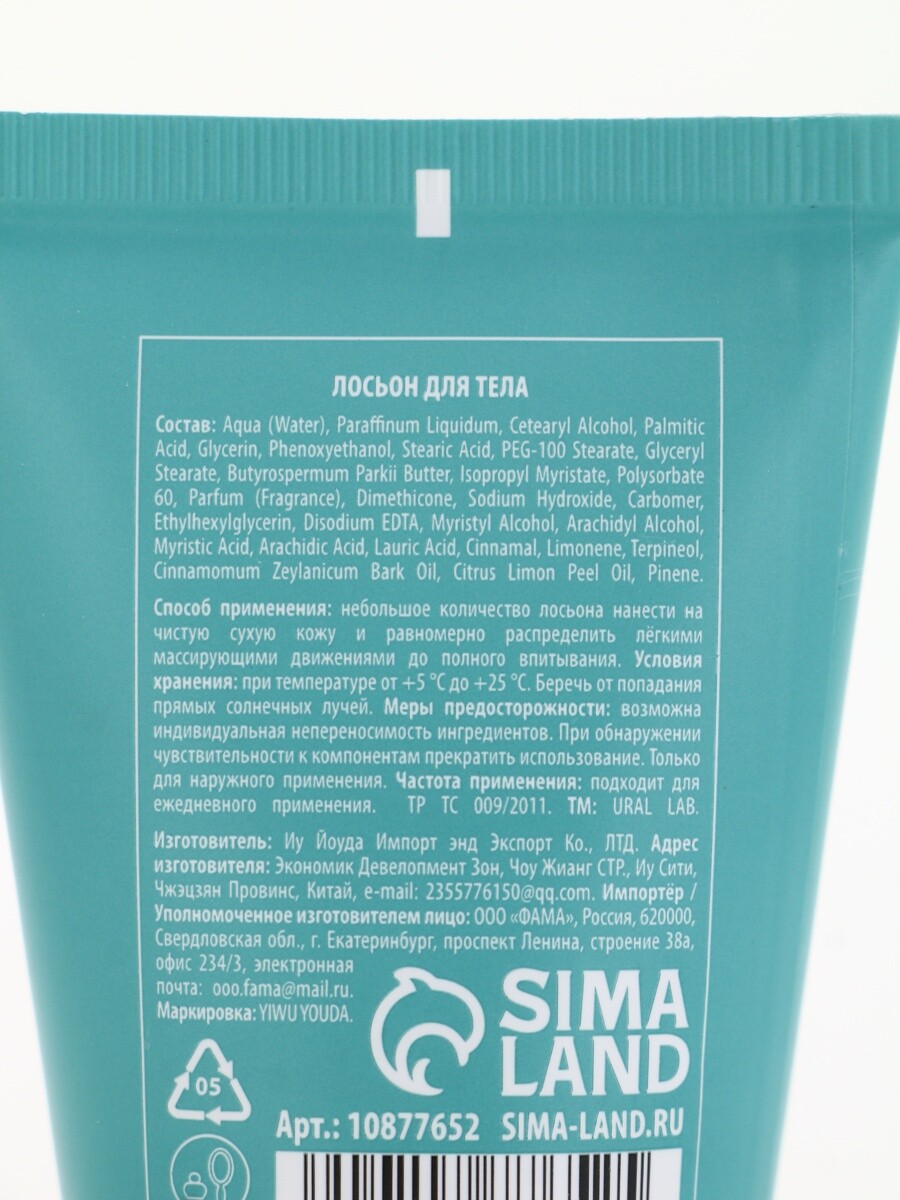 ЛОСЬОН ДЛЯ ТЕЛА
Состав: Aqua (Water), Paraffinum Liquidum, Cetearyl Alcohol, Palmitic
Acid, Glycerin, Phenoxyethanol, Stearic Acid, PEG-100 Stearate, Glyceryl
Stearate, Butyrospermum Parkii Butter, Isopropyl Myristate, Polysorbate
60, Parfum (Fragrance), Dimethicone, Sodium Hydroxide, Carbomer,
Ethylhexylglycerin, Disodium EDTA, Myristyl Alcohol, Arachidyl Alcohol,
Myristic Acid, Arachidic Acid, Lauric Acid, Cinnamal, Limonene, Terpineol,
Cinnamomum Zeylanicum Bark Oil, Citrus Limon Peel Oil, Pinene.
Способ применения: небольшое количество лосьона нанести на
чистую сухую кожу и равномерно распределить лёгкими
массирующими движениями до полного впитывания. Условия
хранения: при температуре от +5 °C до +25 °C. Беречь от попадания
прямых солнечных лучей. Меры предосторожности: возможна
индивидуальная непереносимость ингредиентов. При обнаружении
чувствительности к компонентам прекратить использование. Только
для наружного применения. Частота применения: подходит для
ежедневного применения. ТР ТС 009/2011. ТМ: URAL LAB.
Изготовитель: Иу Йоуда Импорт энд Экспорт Ко., ЛТД. Адрес
изготовителя: Экономик Девелопмент Зон, Чоу Жианг СТР., Иу Сити,
Чжэцзян Провинс, Китай, e-mail: 2355776150@qq.com. Импортёр /
Уполномоченное изготовителем лицо: ООО «ФАМА», Россия, 620000,
Свердловская обл., г. Екатеринбург, проспект Ленина, строение 38а,
офис 234/3, электронная
почта: ooo.fama@mail.ru.
Маркировка: YIWU YOUDA.
SIMA
LAND
05
Арт.: 10877652 SIMA-LAND.RU